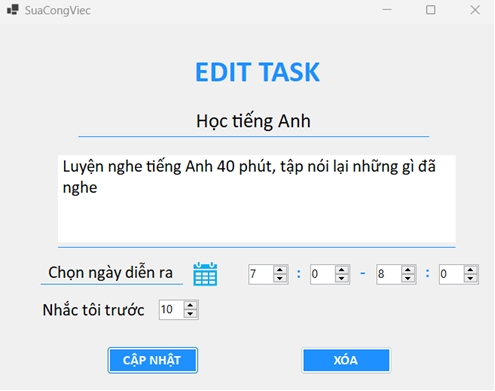 SuaCongViec
EDIT TASK
Học tiếng Anh
Luyện nghe tiếng Anh 40 phút, tập nói lại những gì đã
nghe
Chọn ngày diễn ra 7 : 0 - 8 : 0
Nhắc tôi trước 10
CẬP NHẬT XÓA